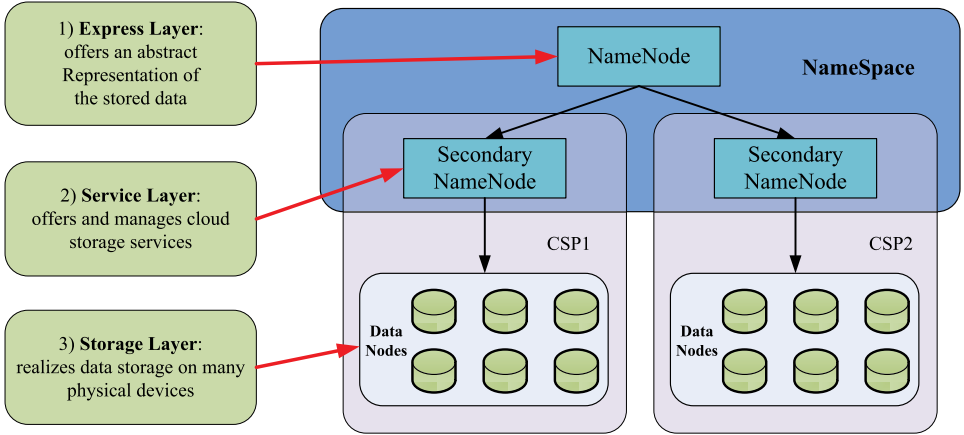 1) Express Layer:
offers an abstract
Representation of
the stored data
2) Service Layer:
offers and manages cloud
storage services
3) Storage Layer:
realizes data storage on many
physical devices
NameNode
NameSpace
Secondary
NameNode
Secondary
NameNode
CSP1
CSP2
Data
Nodes
Data
Nodes